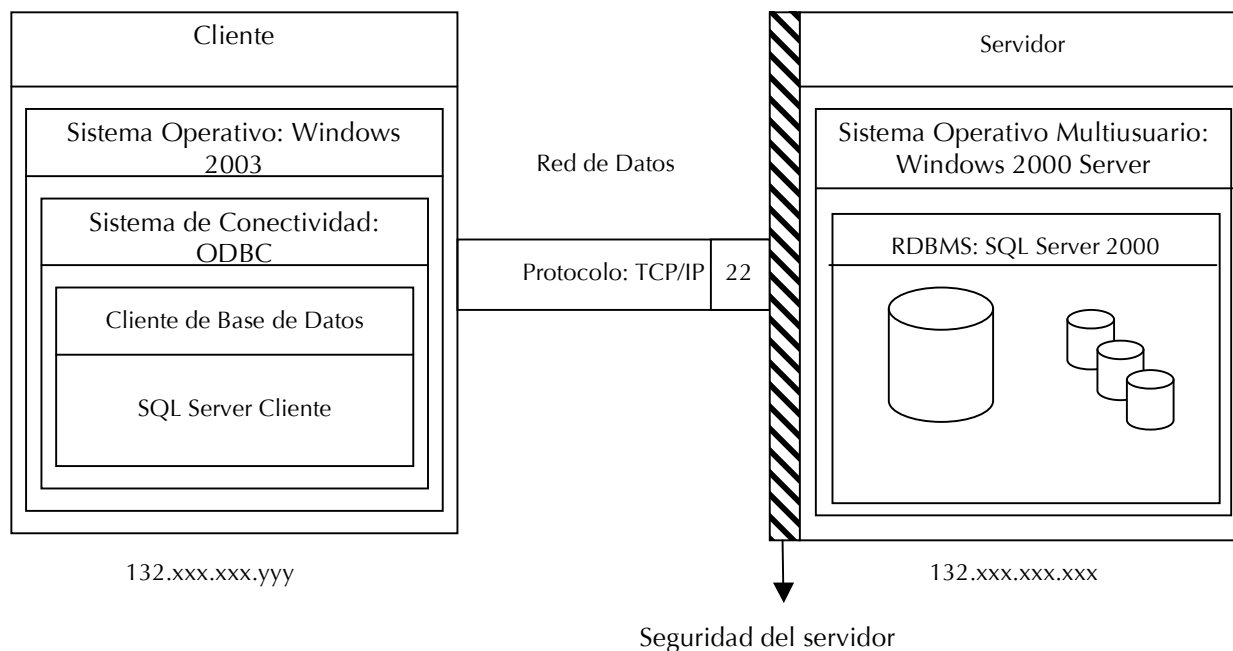 Cliente
Servidor
Sistema Operativo: Windows
2003
Sistema Operativo Multiusuario:
Windows 2000 Server
Red de Datos
Sistema de Conectividad:
ODBC
RDBMS: SQL Server 2000
Protocolo: TCP/IP
22
Cliente de Base de Datos
SQL Server Cliente
132.xxx.xxx.yyy
132.xxx.xxx.xxx
Seguridad del servidor